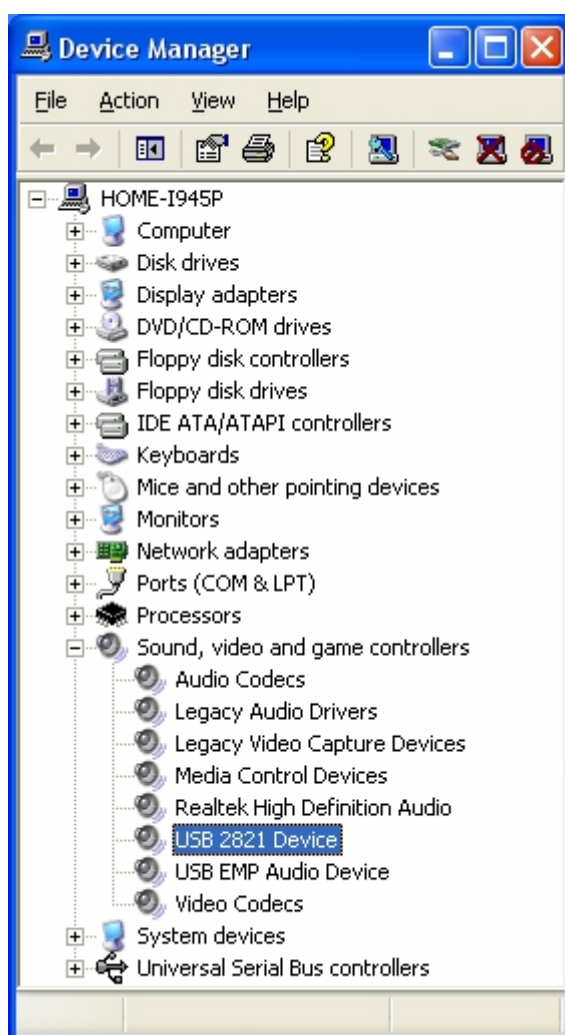 Device Manager
File Action View Help
HOME-I945P
Computer
Disk drives
Display adapters
DVD/CD-ROM drives
Floppy disk controllers
Floppy disk drives
IDE ATA/ATAPI controllers
Keyboards
Mice and other pointing devices
Monitors
Network adapters
Ports (COM & LPT)
Processors
Sound, video and game controllers
Audio Codecs
Legacy Audio Drivers
Legacy Video Capture Devices
Media Control Devices
Realtek High Definition Audio
USB 2821 Device
USB EMP Audio Device
Video Codecs
System devices
Universal Serial Bus controllers